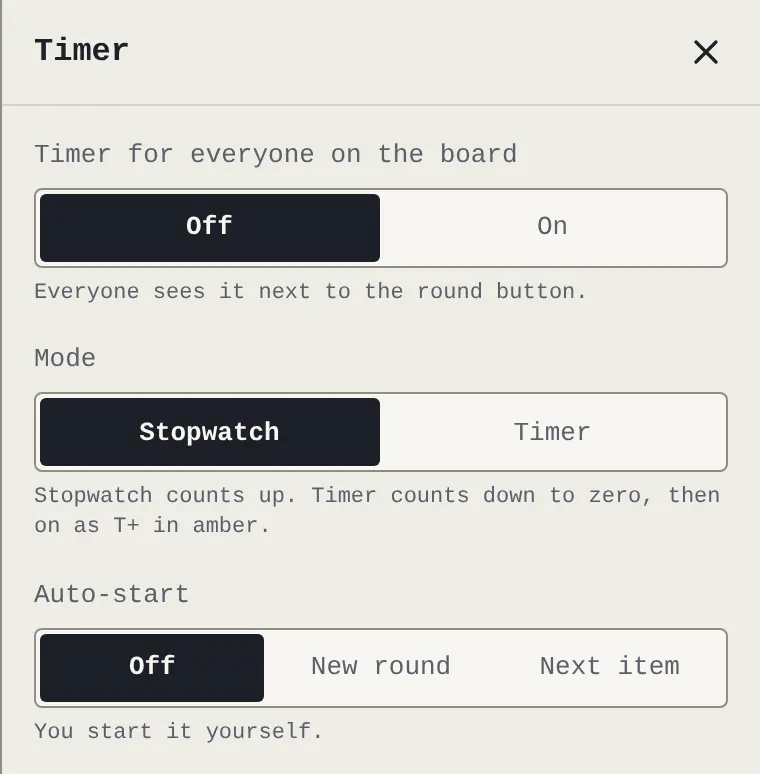 Timer
Timer for everyone on the board
Off
On
Everyone sees it next to the round button.
Mode
Stopwatch
Timer
Stopwatch counts up. Timer counts down to zero, then
on as T+ in amber.
Auto-start
Off
New round
Next item
You start it yourself.